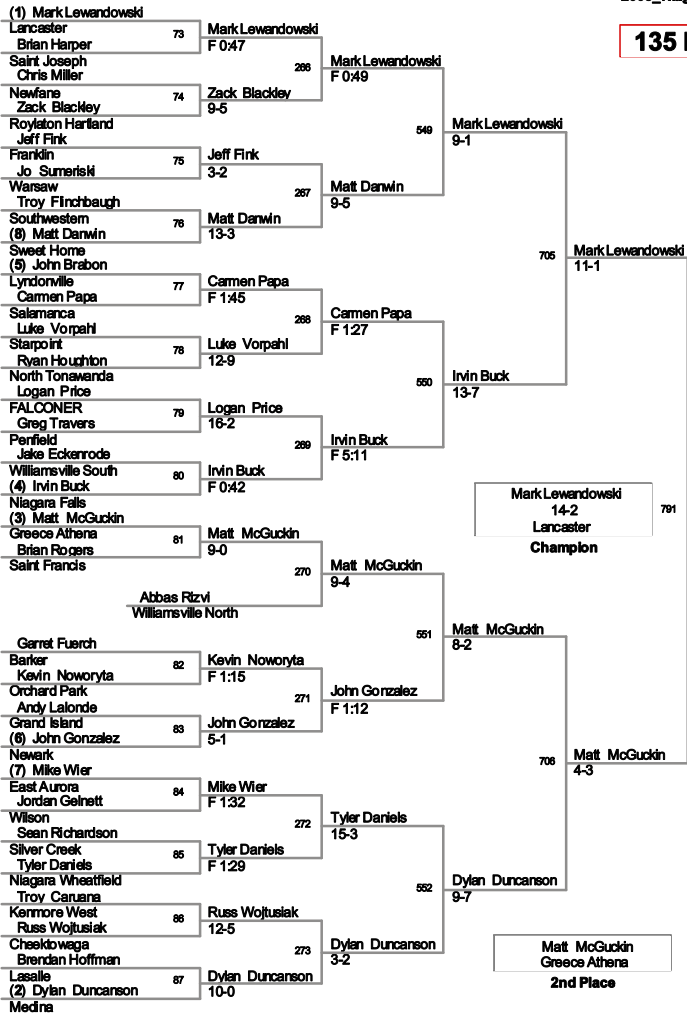 135
(1) Mark Lewandowski
Lancaster
73
Brian Harper
Saint Joseph
Chris Miller
Newfane
74
Zack Blackley
Roylaton Hartland
Jeff Fink
Franklin
75
Jo Sumeriski
Warsaw
Troy Flinchbaugh
Southwestern
76
(8) Matt Danwin
Sweet Home
(5) John Brabon
Lyndonville
77
Carmen Papa
Salamanca
Luke Vorpahl
Starpoint
78
Ryan Houghton
North Tonawanda
Logan Price
FALCONER
79
Greg Travers
Penfield
Jake Eckenrode
Williamsville South
80
(4) Irvin Buck
Niagara Falls
(3) Matt McGuckin
Greece Athena
81
Brian Rogers
Saint Francis
Abbas Rizvi
Williamsville North
Garret Fuerch
Barker
82
Kevin Noworyta
Orchard Park
Andy Lalonde
Grand Island
83
(6) John Gonzalez
Newark
(7) Mike Wier
East Aurora
84
Jordan Gelnett
Wilson
Sean Richardson
Silver Creek
85
Tyler Daniels
Niagara Wheatfield
Troy Caruana
Kenmore West
86
Russ Wojtusiak
Cheektowaga
Brendan Hoffman
Lasalle
87
(2) Dylan Duncanson
Medina
Mark Lewandowski
F 0:47
266
Zack Blackley
9-5
Jeff Fink
3-2
267
Matt Danwin
13-3
Carmen Papa
F 1:45
268
Luke Vorpahl
12-9
Logan Price
16-2
269
Irvin Buck
F 0:42
Matt McGuckin
9-0
270
Kevin Noworyta
F 1:15
271
John Gonzalez
5-1
Mike Wier
F 1:32
272
Tyler Daniels
F 1:29
Russ Wojtusiak
12-5
273
Dylan Duncanson
10-0
Mark Lewandowski
F 0:49
549
Matt Danwin
9-5
Carmen Papa
F 1:27
550
Irvin Buck
F 5:11
Matt McGuckin
9-4
551
John Gonzalez
F 1:12
Tyler Daniels
15-3
552
Dylan Duncanson
3-2
Mark Lewandowski
9-1
705
Irvin Buck
13-7
Matt McGuckin
8-2
706
Dylan Duncanson
9-7
Mark Lewandowski
11-1
Matt McGuckin
4-3
Mark Lewandowski
14-2
Lancaster
791
Champion
Matt McGuckin
Greece Athena
2nd Place